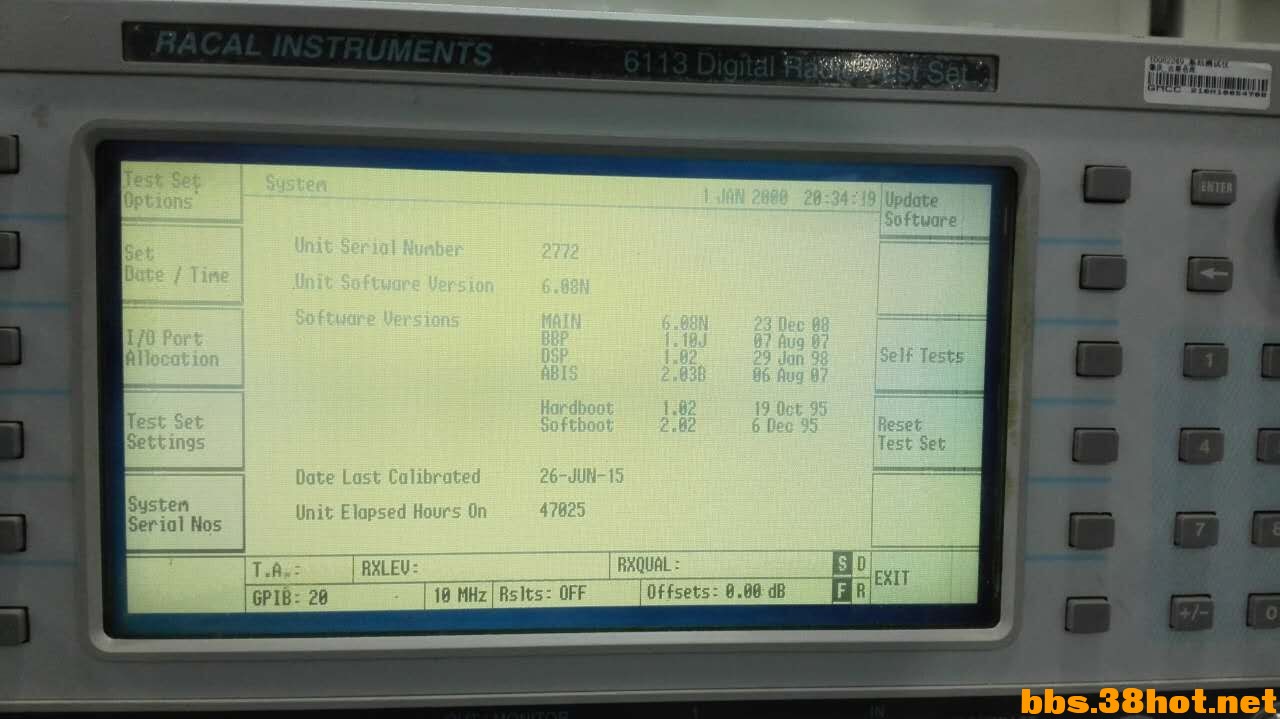 RACAL INSTRUMENTS
6113 Digital Radio Test Set
Test Set
Options
System
1 JAN 2000 20:34:19
Update
Software
ENTER
Set
Date / Time
Unit Serial Number 2772
Unit Software Version 6.08N
Software Versions
MAIN 6.08N 23 Dec 08
BBP 1.10J 07 Aug 07
DSP 1.02 29 Jan 98
ABIS 2.03B 06 Aug 07
Hardboot 1.02 19 Oct 95
Softboot 2.02 6 Dec 95
I/O Port
Allocation
Self Tests
1
Test Set
Settings
Reset
Test Set
4
Date Last Calibrated 26-JUN-15
Unit Elapsed Hours On 47025
System
Serial Nos
7
8
T.A.:
RXLEV:
RXQUAL:
S D
GPIB: 20
10 MHz
Rslts: OFF
Offsets: 0.00 dB
F R
EXIT
+/-
0
bbs.38hot.net